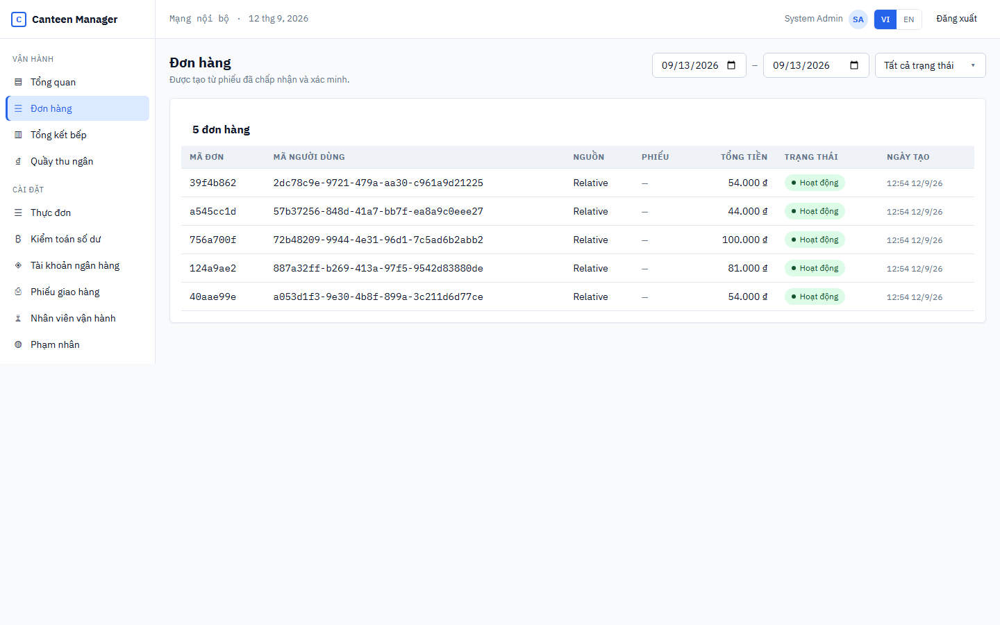 C Canteen Manager
Mạng nội bộ · 12 thg 9, 2026
System Admin SA VI EN Đăng xuất
VẬN HÀNH
Tổng quan
Đơn hàng
Tổng kết bếp
₫ Quầy thu ngân
CÀI ĐẶT
Thực đơn
₿ Kiểm toán số dư
Tài khoản ngân hàng
Phiếu giao hàng
Nhân viên vận hành
Phạm nhân
Đơn hàng
Được tạo từ phiếu đã chấp nhận và xác minh.
09/13/2026 – 09/13/2026 Tất cả trạng thái
5 đơn hàng
MÃ ĐƠN MÃ NGƯỜI DÙNG NGUỒN PHIẾU TỔNG TIỀN TRẠNG THÁI NGÀY TẠO
39f4b862 2dc78c9e-9721-479a-aa30-c961a9d21225 Relative — 54.000 ₫ Hoạt động 12:54 12/9/26
a545cc1d 57b37256-848d-41a7-bb7f-ea8a9c0eee27 Relative — 44.000 ₫ Hoạt động 12:54 12/9/26
756a700f 72b48209-9944-4e31-96d1-7c5ad6b2abb2 Relative — 100.000 ₫ Hoạt động 12:54 12/9/26
124a9ae2 887a32ff-b269-413a-97f5-9542d83880de Relative — 81.000 ₫ Hoạt động 12:54 12/9/26
40aae99e a053d1f3-9e30-4b8f-899a-3c211d6d77ce Relative — 54.000 ₫ Hoạt động 12:54 12/9/26